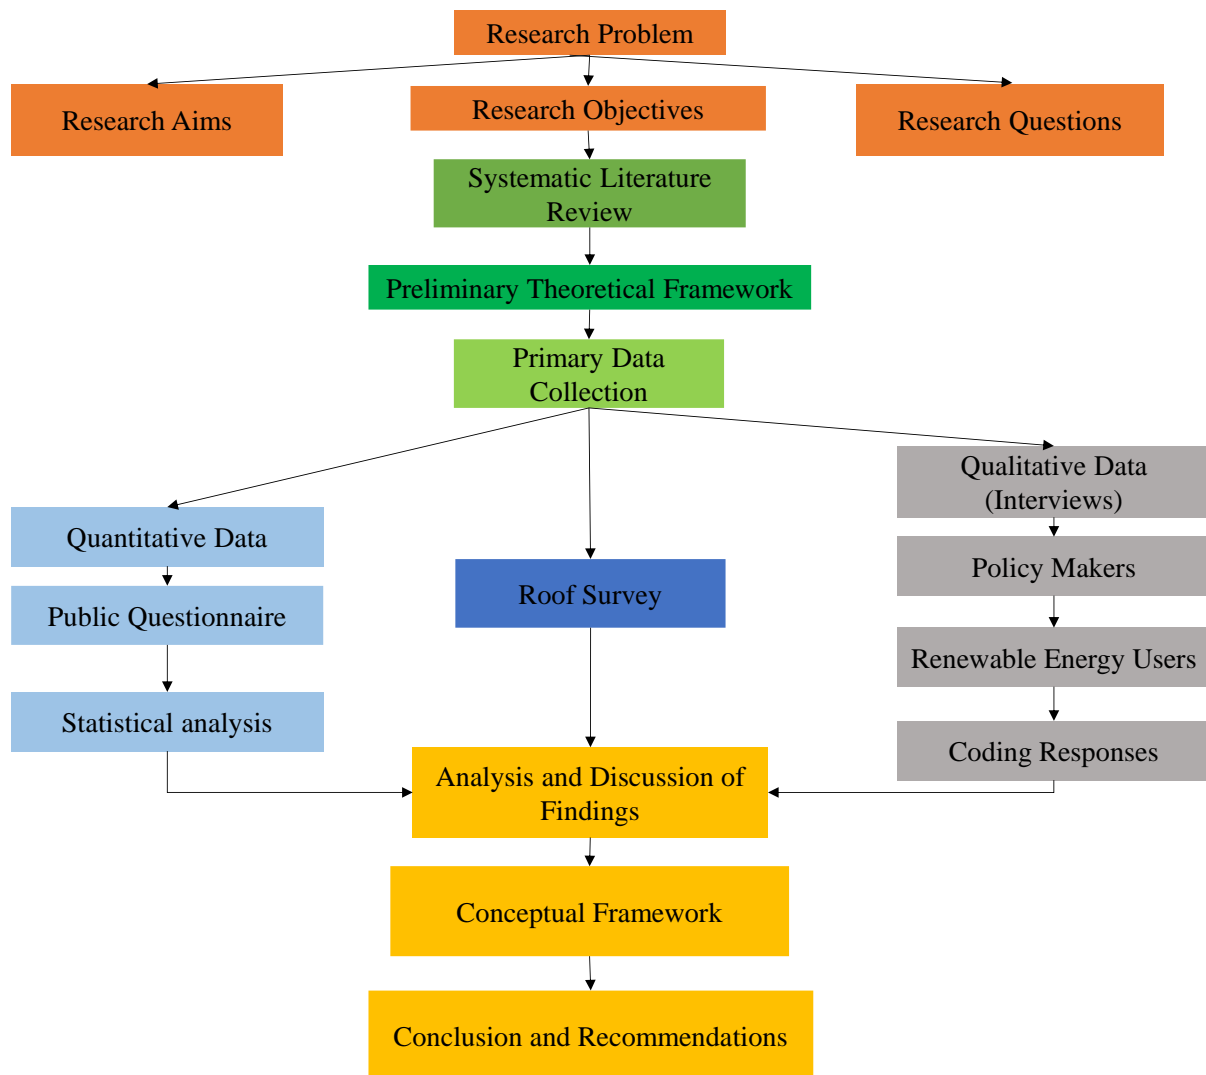 Research Problem
Research Aims
Research Objectives
Research Questions
Systematic Literature
Review
Preliminary Theoretical Framework
Primary Data
Collection
Quantitative Data
Public Questionnaire
Statistical analysis
Roof Survey
Qualitative Data
(Interviews)
Policy Makers
Renewable Energy Users
Coding Responses
Analysis and Discussion of
Findings
Conceptual Framework
Conclusion and Recommendations